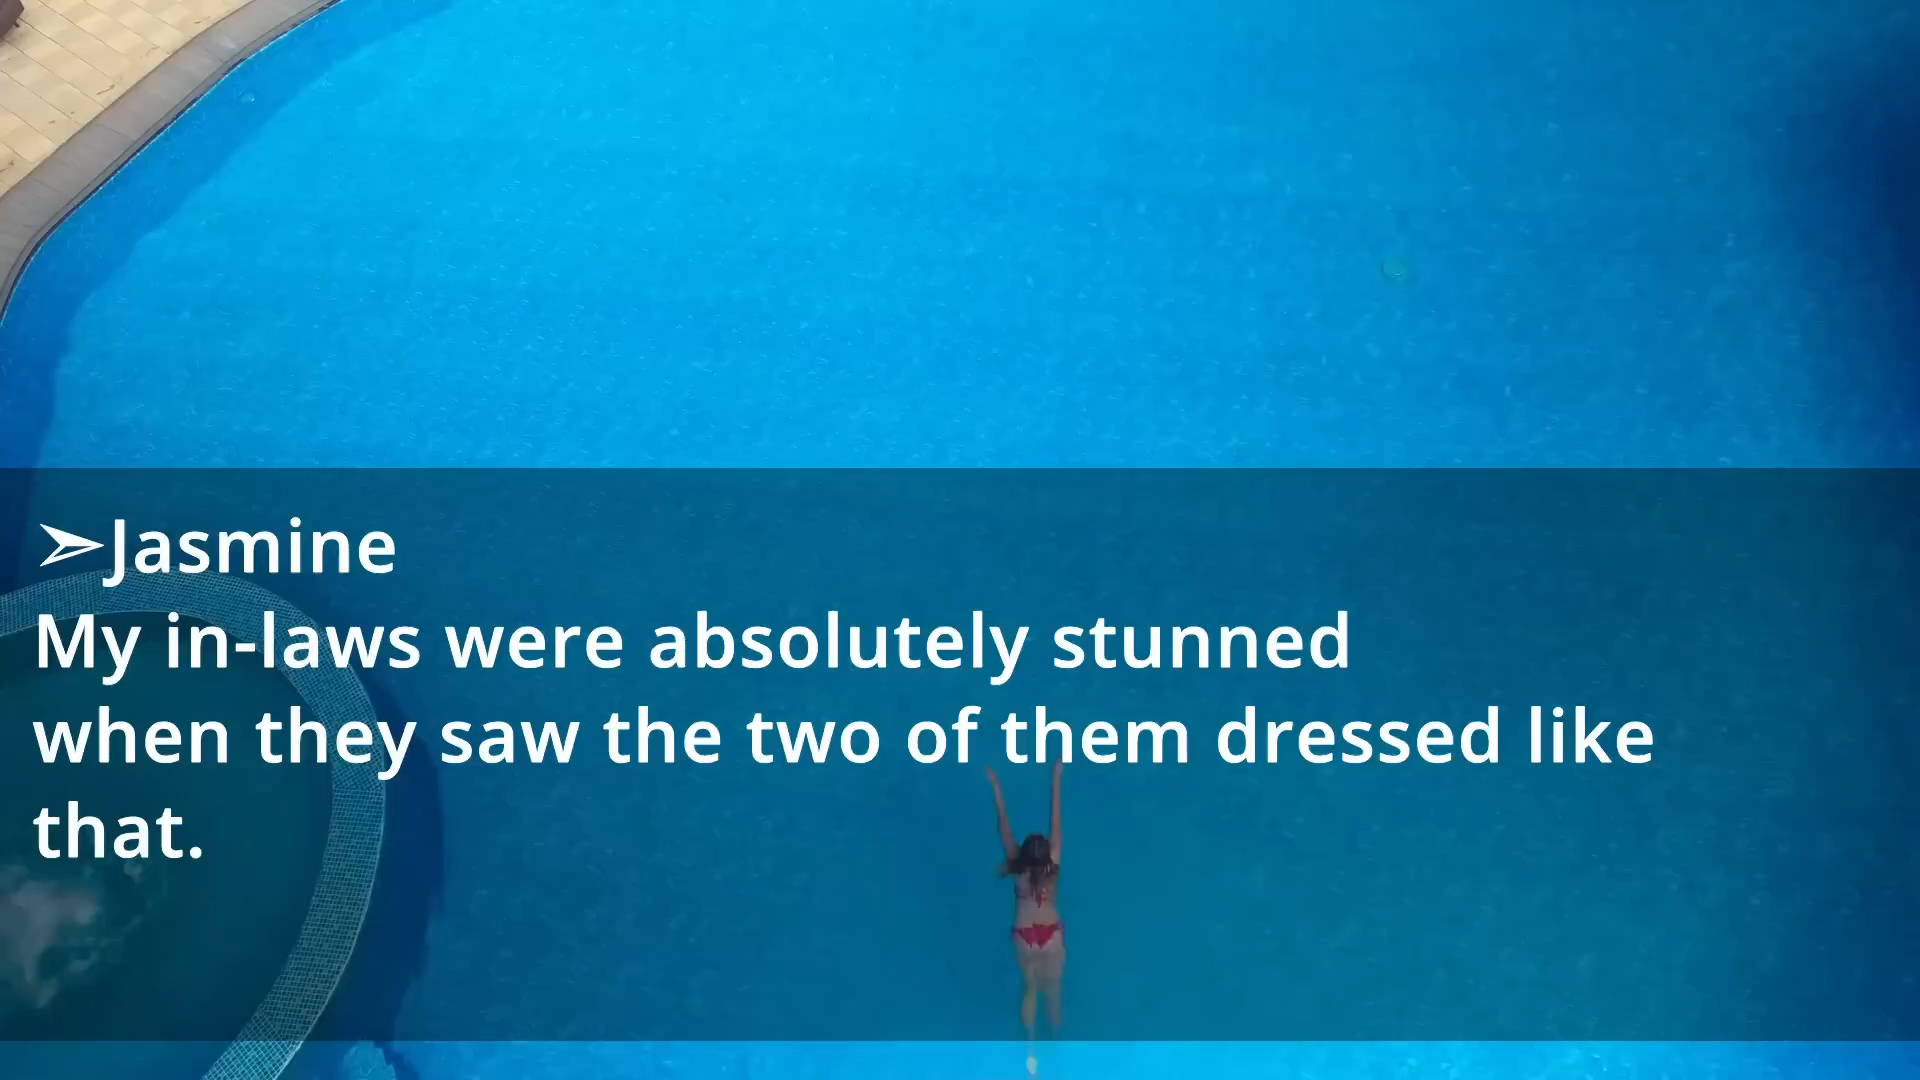 ➣Jasmine
My in-laws were absolutely stunned
when they saw the two of them dressed like
that.